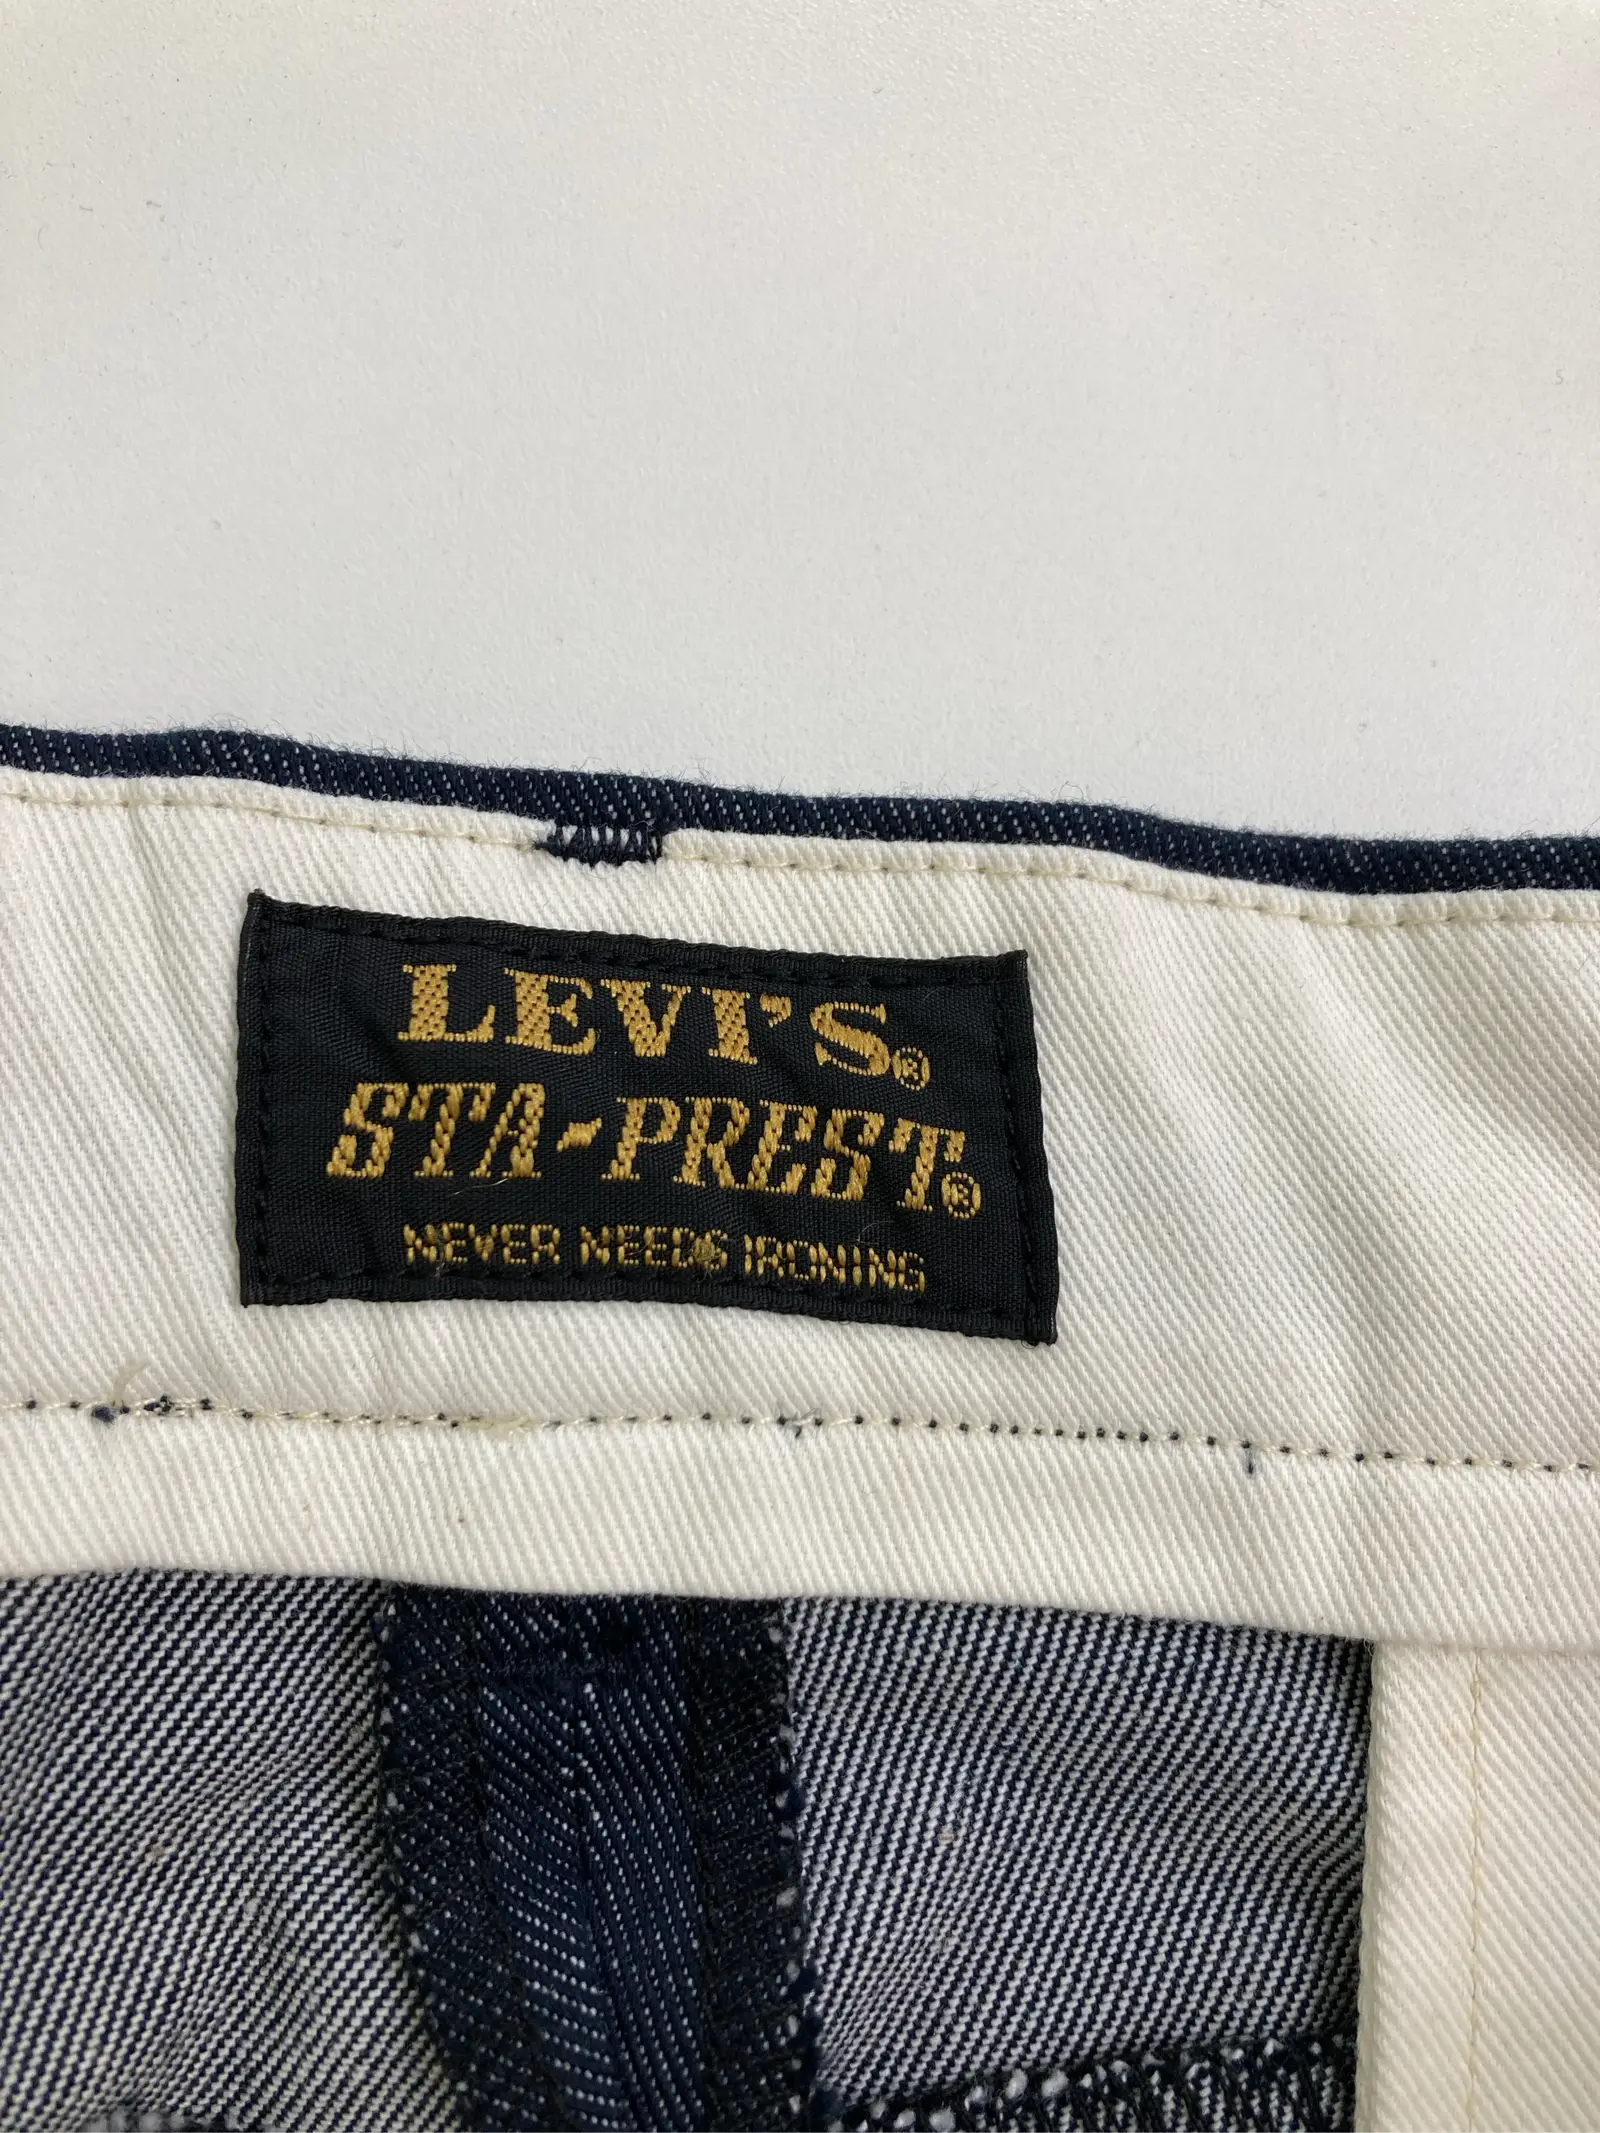 LEVI'S®
STA-PREST®
NEVER NEEDS IRONING